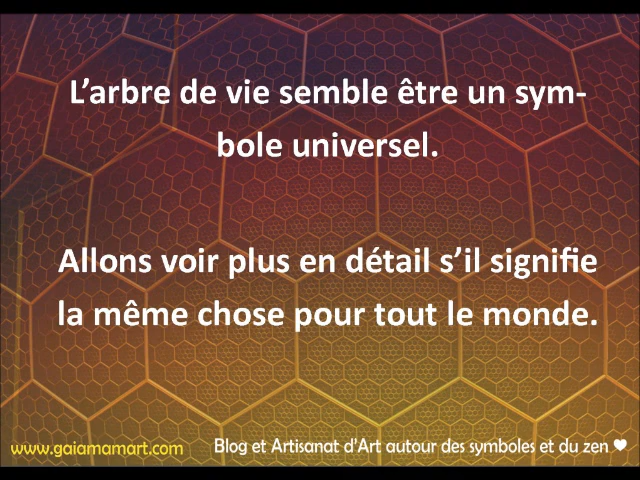 L’arbre de vie semble être un sym-
bole universel.
Allons voir plus en détail s’il signifie
la même chose pour tout le monde.
www.gaiamamart.com
Blog et Artisanat d’Art autour des symboles et du zen ♥